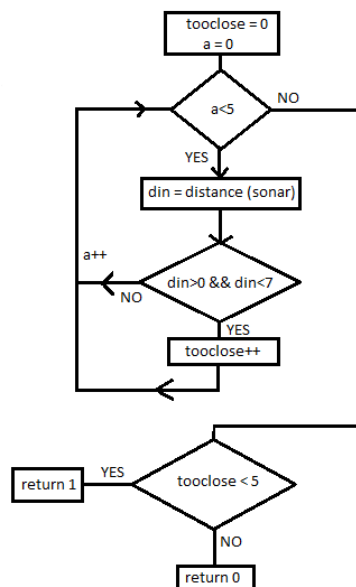 tooclose = 0
a = 0
a<5
NO
YES
din = distance (sonar)
a++
din>0 && din<7
NO
YES
tooclose++
YES
tooclose < 5
return 1
NO
return 0